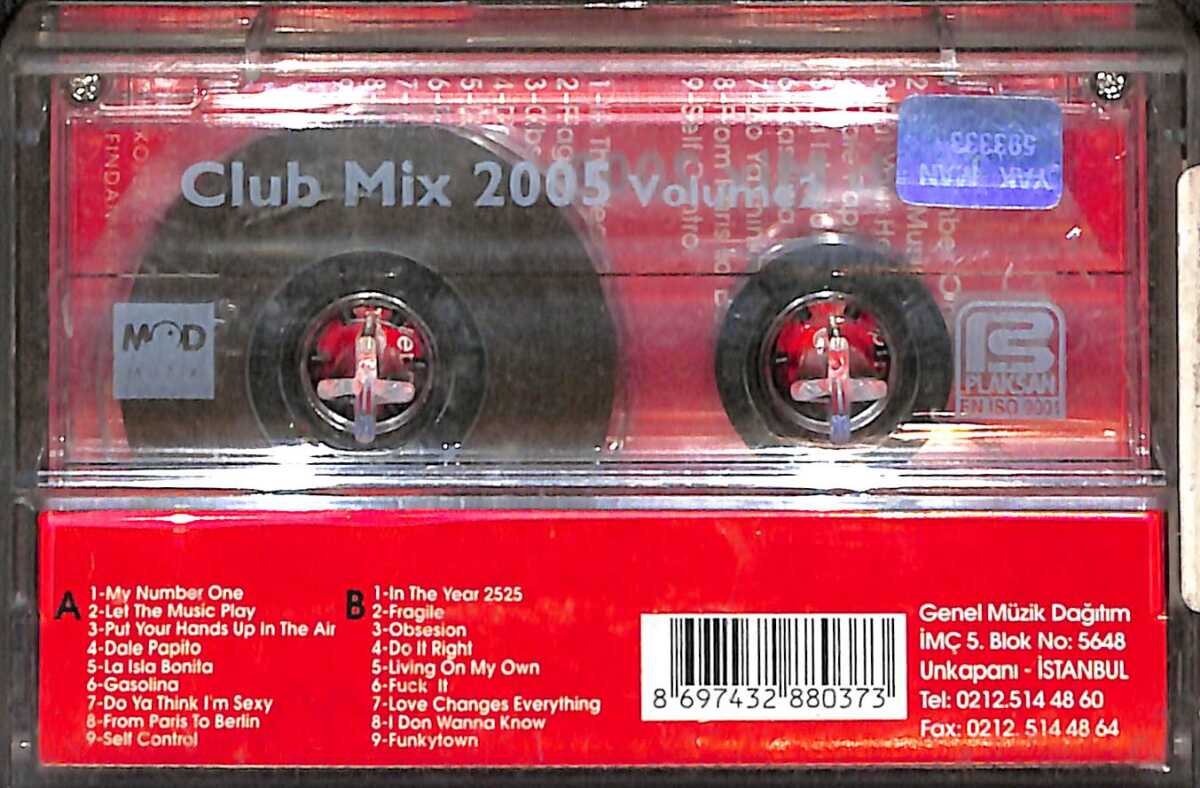 Club Mix 2005 Volume2
593333
MOD
MÜZİK
PLAKSAN
EN ISO 9001
A
1-My Number One
2-Let The Music Play
3-Put Your Hands Up In The Air
4-Dale Papito
5-La Isla Bonita
6-Gasolina
7-Do Ya Think I'm Sexy
8-From Paris To Berlin
9-Self Control
B
1-In The Year 2525
2-Fragile
3-Obsesion
4-Do It Right
5-Living On My Own
6-Fuck It
7-Love Changes Everything
8-I Don Wanna Know
9-Funkytown
8 697432 880373
Genel Müzik Dağıtım
İMÇ 5. Blok No: 5648
Unkapanı - İSTANBUL
Tel: 0212.514 48 60
Fax: 0212. 514 48 64